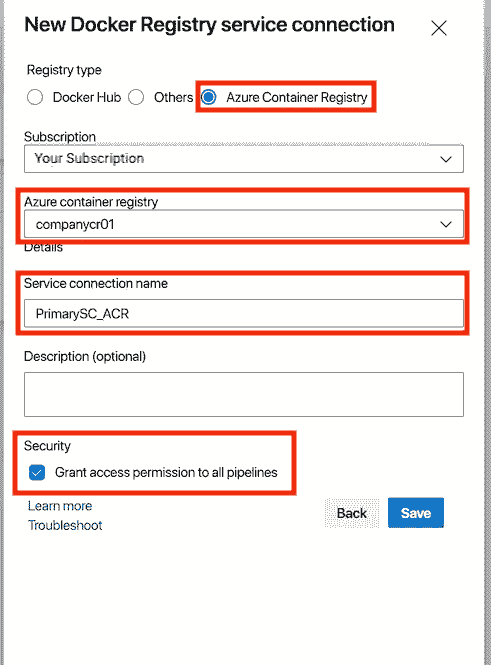 New Docker Registry service connection
Registry type
Docker Hub Others Azure Container Registry
Subscription
Your Subscription
Azure container registry
companycr01
Details
Service connection name
PrimarySC_ACR
Description (optional)
Security
Grant access permission to all pipelines
Learn more
Troubleshoot
Back Save